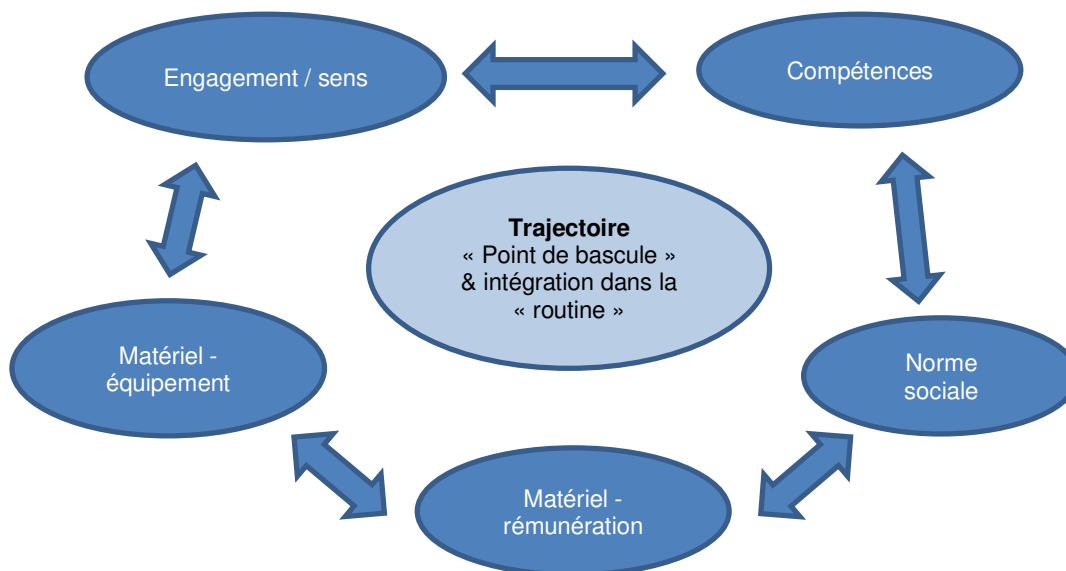 Engagement / sens
Compétences
Trajectoire
« Point de bascule »
& intégration dans la
« routine »
Matériel -
équipement
Norme
sociale
Matériel -
rémunération